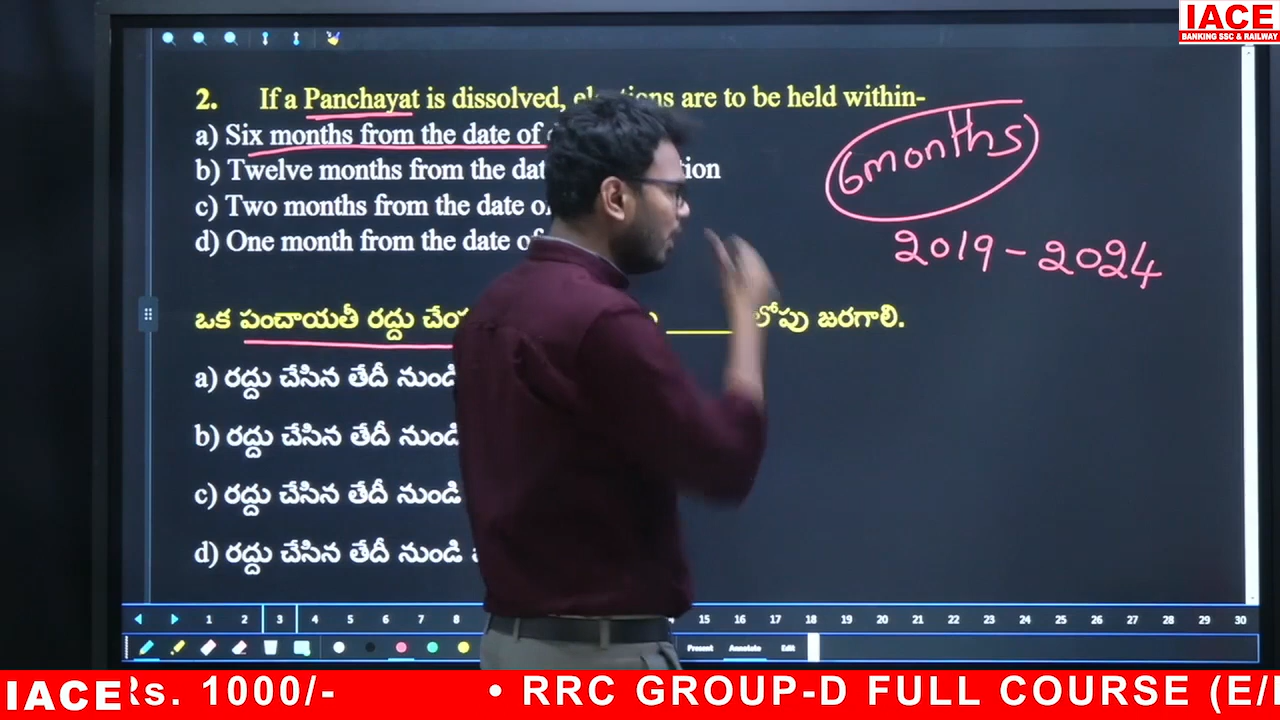 IACE
BANKING SSC & RAILWAY
2. If a Panchayat is dissolved, are to be held within-
a) Six months from the date of
b) Twelve months from the
c) Two months from the date
d) One month from the date of
6months
2019-2024
ఒక పంచాయతీ రద్దు లోపు జరగాలి.
a) రద్దు చేసిన తేదీ నుండి
b) రద్దు చేసిన తేదీ నుండి
c) రద్దు చేసిన తేదీ నుండి
d) రద్దు చేసిన తేదీ నుండి
1 2 3 4 5 6 7 8 15 16 17 18 19 20 21 22 23 24 25 26 27 28 29 30
Present Annotate Edit
IACE Rs. 1000/- • RRC GROUP-D FULL COURSE